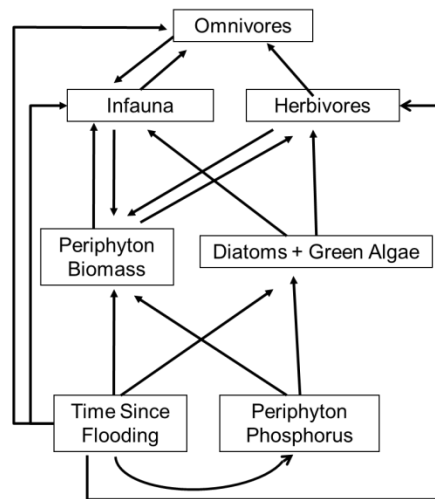 Omnivores
Infauna
Herbivores
Periphyton
Biomass
Diatoms + Green Algae
Time Since
Flooding
Periphyton
Phosphorus